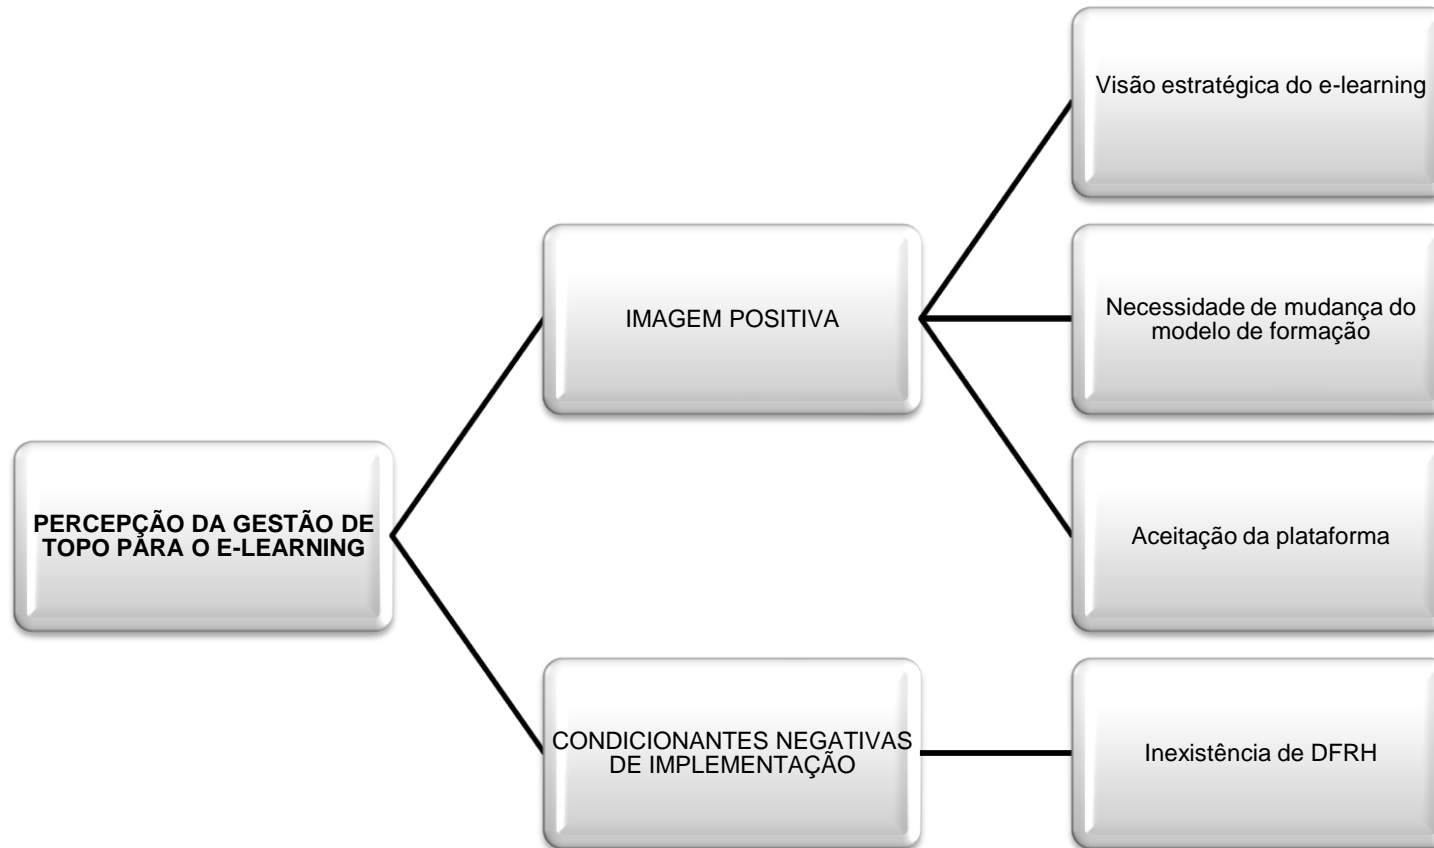 Visão estratégica do e-learning
IMAGEM POSITIVA
Necessidade de mudança do
modelo de formação
PERCEPÇÃO DA GESTÃO DE
TOPO PARA O E-LEARNING
Aceitação da plataforma
CONDICIONANTES NEGATIVAS
DE IMPLEMENTAÇÃO
Inexistência de DFRH